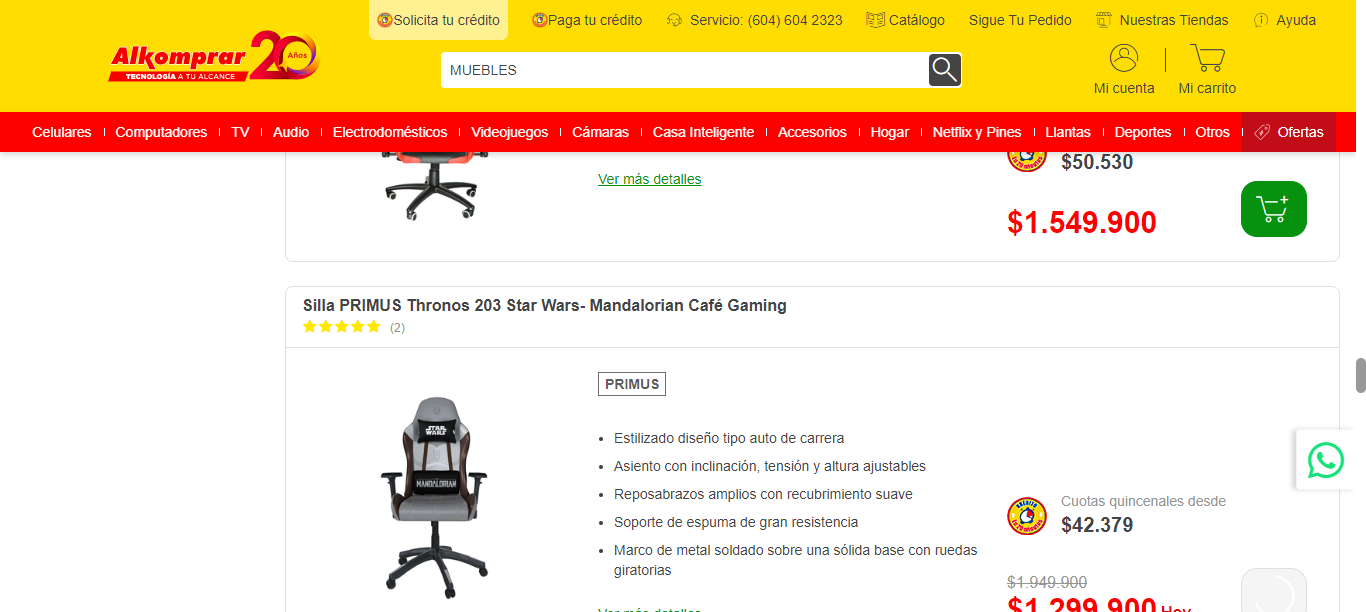 Solicita tu crédito
Paga tu crédito
Servicio: (604) 604 2323
Catálogo
Sigue Tu Pedido
Nuestras Tiendas
Ayuda
Alkomprar 20 Años
TECNOLOGÍA A TU ALCANCE
MUEBLES
Mi cuenta
Mi carrito
Celulares
Computadores
TV
Audio
Electrodomésticos
Videojuegos
Cámaras
Casa Inteligente
Accesorios
Hogar
Netflix y Pines
Llantas
Deportes
Otros
Ofertas
$50.530
Ver más detalles
$1.549.900
Silla PRIMUS Thronos 203 Star Wars- Mandalorian Café Gaming
(2)
PRIMUS
STAR WARS
MANDALORIAN
Estilizado diseño tipo auto de carrera
Asiento con inclinación, tensión y altura ajustables
Reposabrazos amplios con recubrimiento suave
Soporte de espuma de gran resistencia
Marco de metal soldado sobre una sólida base con ruedas
giratorias
Ver más detalles
Cuotas quincenales desde
$42.379
$1.949.900
$1.299.900 Hoy